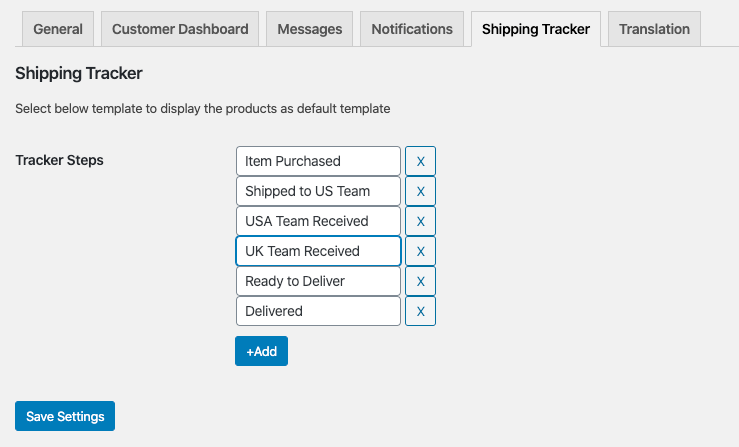 General Customer Dashboard Messages Notifications Shipping Tracker Translation
Shipping Tracker
Select below template to display the products as default template
Tracker Steps Item Purchased X
Shipped to US Team X
USA Team Received X
UK Team Received X
Ready to Deliver X
Delivered X
+Add
Save Settings